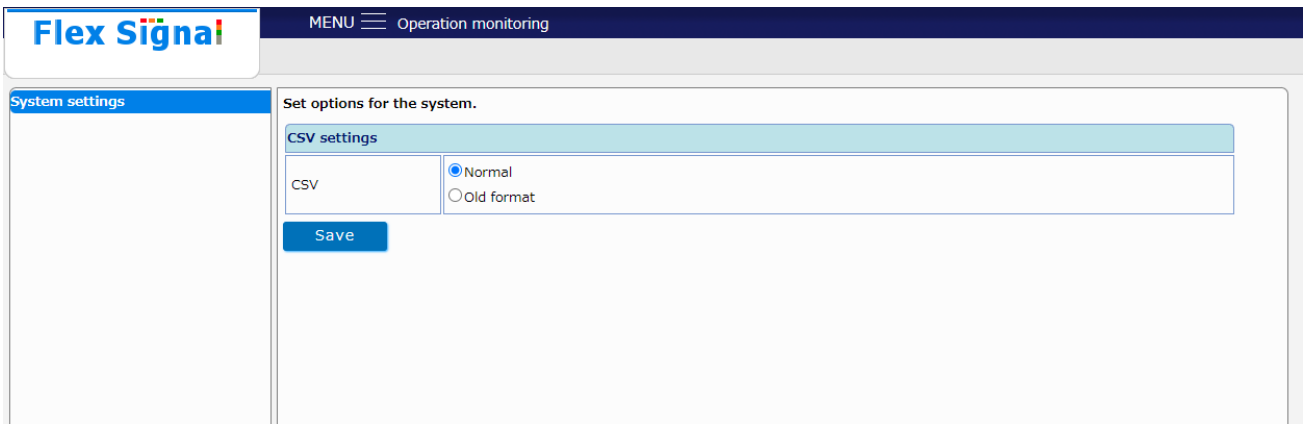 Flex Signal
MENU Operation monitoring
System settings
Set options for the system.
CSV settings
CSV
Normal
Old format
Save